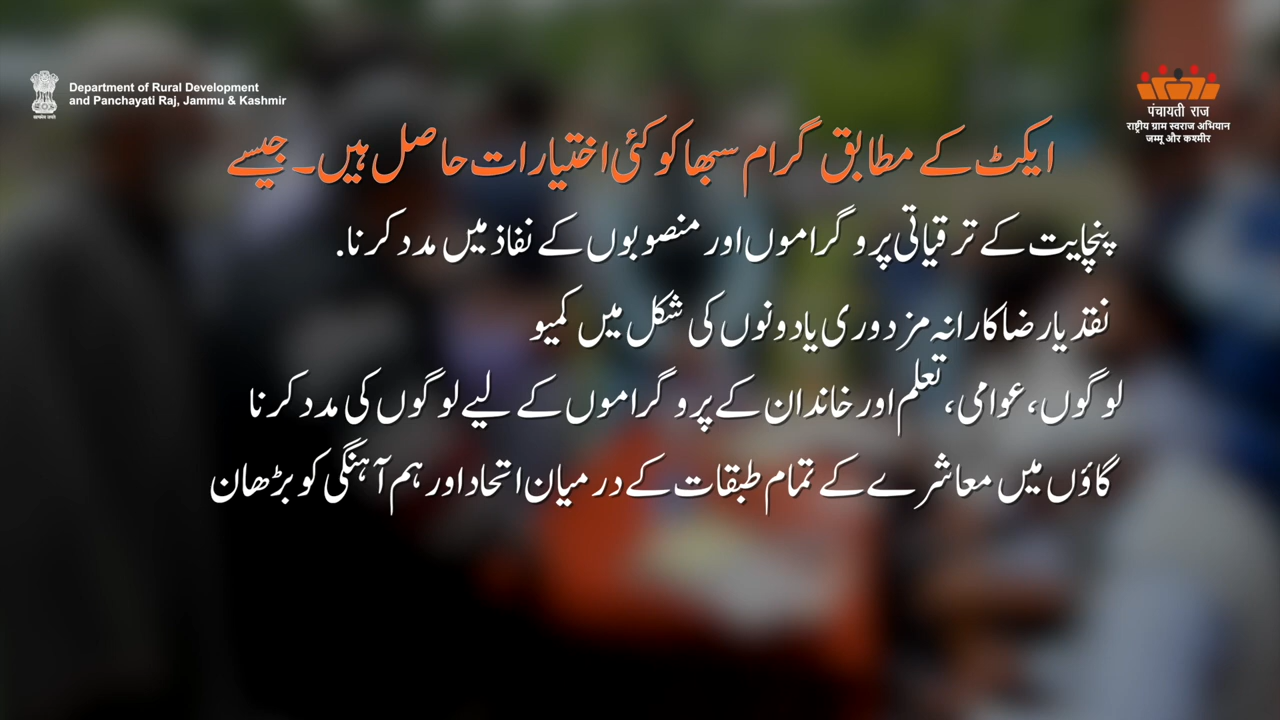 Department of Rural Development
and Panchayati Raj, Jammu & Kashmir
पंचायती राज
राष्ट्रीय ग्राम स्वराज अभियान
जम्मू और कश्मीर
ایکٹ کے مطابق گرام سبھا کو کئی اختیارات حاصل ہیں۔ جیسے
پنچایت کے ترقیاتی پروگراموں اور منصوبوں کے نفاذ میں مدد کرنا.
نقد یا رضاکارانہ مزدوری یا دونوں کی شکل میں کمیو
لوگوں، عوامی، تعلم اور خاندان کے پروگراموں کے لیے لوگوں کی مدد کرنا
گاؤں میں معاشرے کے تمام طبقات کے درمیان اتحاد اور ہم آہنگی کو بڑھان